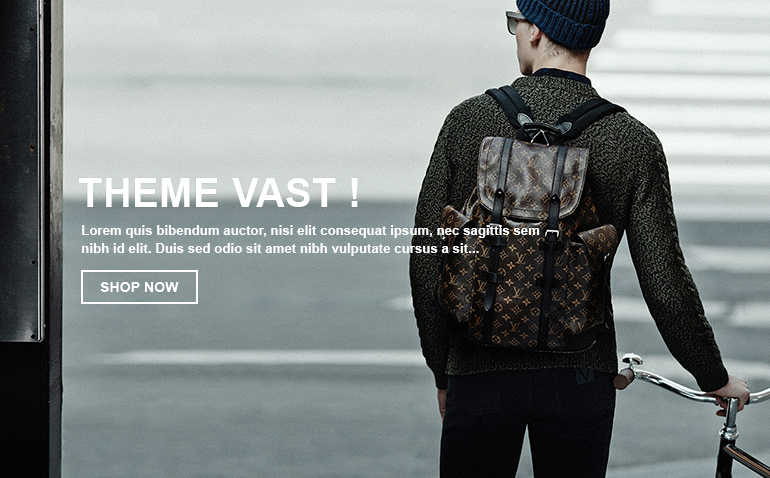 THEME VAST !
Lorem quis bibendum auctor, nisi elit consequat ipsum, nec sagittis sem
nibh id elit. Duis sed odio sit amet nibh vulputate cursus a sit...
SHOP NOW